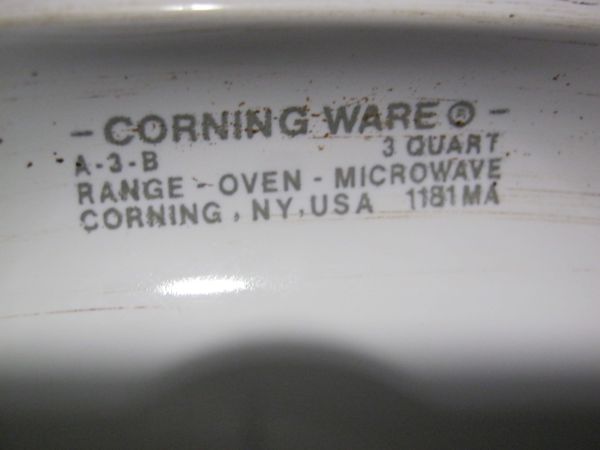 - CORNING WARE ® -
A-3-B 3 QUART
RANGE - OVEN - MICROWAVE
CORNING, NY, USA 1181MA